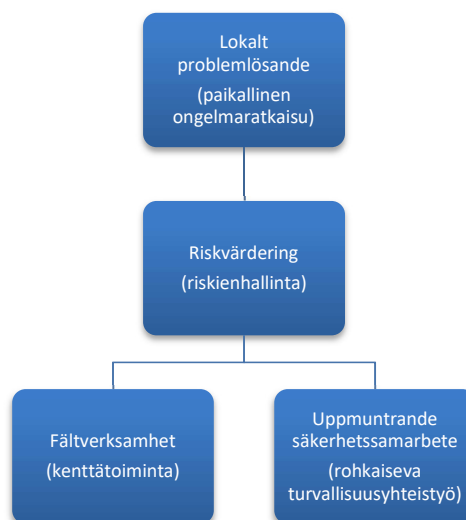 Lokalt
problemlösande
(paikallinen
ongelmaratkaisu)
Riskvärdering
(riskienhallinta)
Fältverksamhet
(kenttätoiminta)
Uppmuntrande
säkerhetssamarbete
(rohkaiseva
turvallisuusyhteistyö)